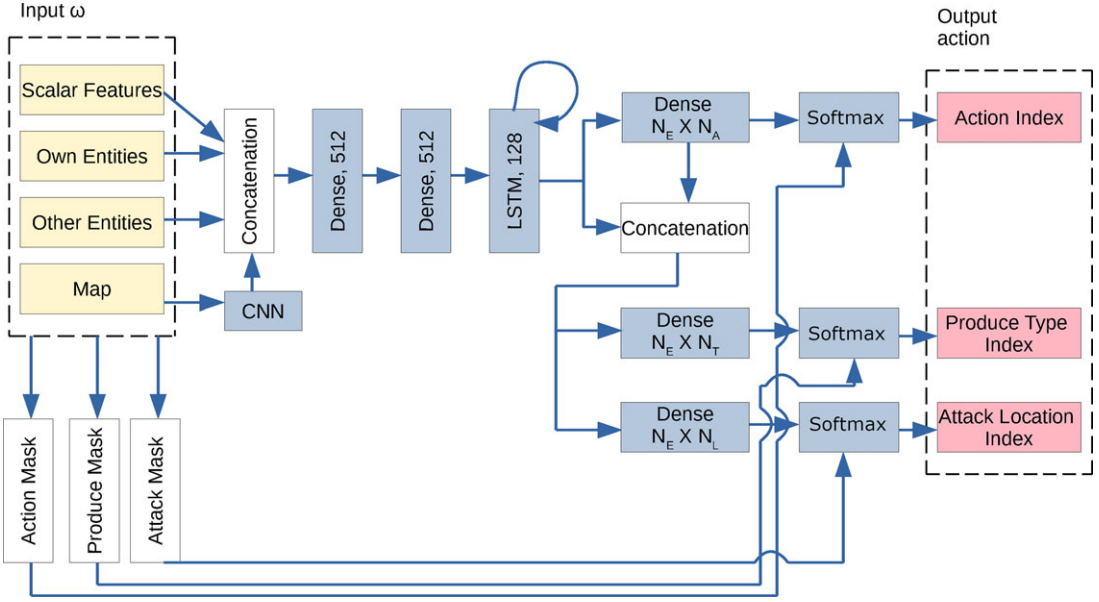 Input ω
Output
action
Scalar Features
Own Entities
Other Entities
Map
Concatenation
CNN
Dense, 512
Dense, 512
LSTM, 128
Dense
N_E X N_A
Softmax
Action Index
Concatenation
Dense
N_E X N_T
Softmax
Produce Type
Index
Dense
N_E X N_L
Softmax
Attack Location
Index
Action Mask
Produce Mask
Attack Mask